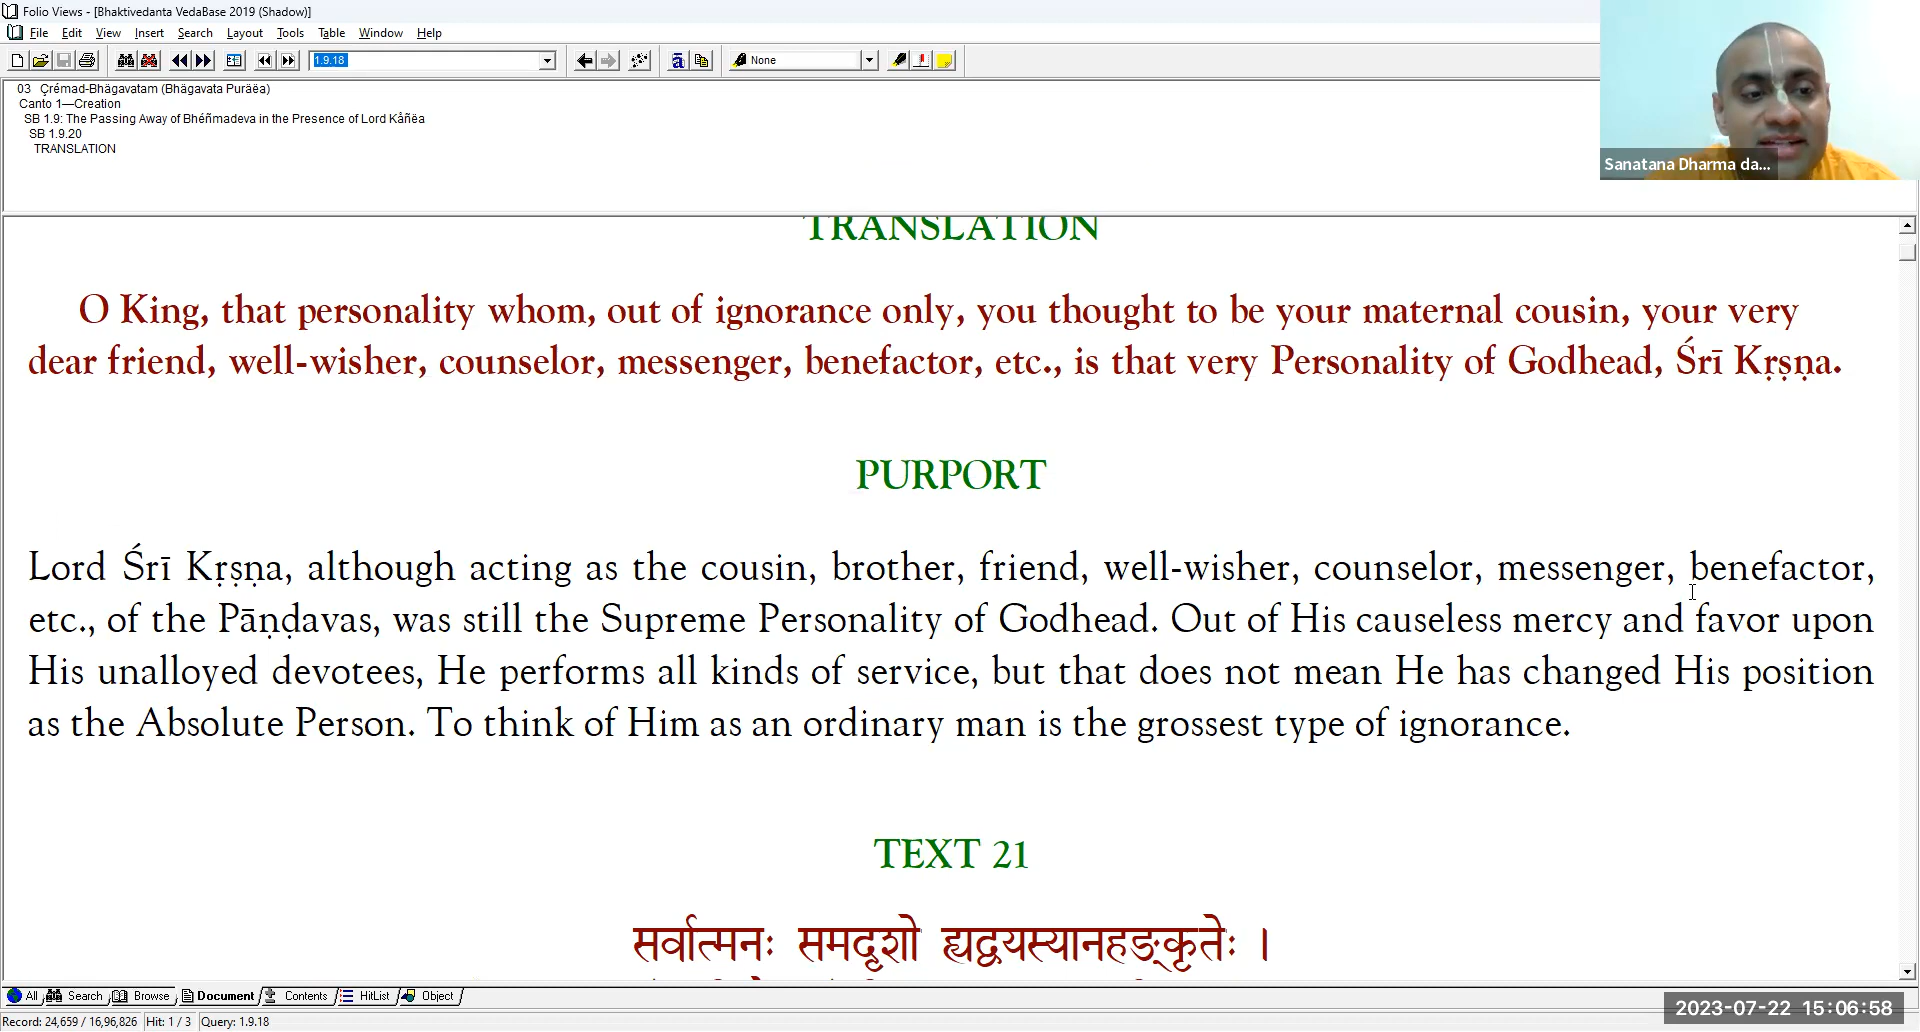 Folio Views - [Bhaktivedanta VedaBase 2019 (Shadow)]
File Edit View Insert Search Layout Tools Table Window Help
1.9.18 None
03 Çrémad-Bhägavatam (Bhägavata Puräëa)
Canto 1—Creation
SB 1.9: The Passing Away of Bhéñmadeva in the Presence of Lord Kåñëa
SB 1.9.20
TRANSLATION
Sanatana Dharma da...
TRANSLATION
O King, that personality whom, out of ignorance only, you thought to be your maternal cousin, your very
dear friend, well-wisher, counselor, messenger, benefactor, etc., is that very Personality of Godhead, Śrī Kṛṣṇa.
PURPORT
Lord Śrī Kṛṣṇa, although acting as the cousin, brother, friend, well-wisher, counselor, messenger, benefactor,
etc., of the Pāṇḍavas, was still the Supreme Personality of Godhead. Out of His causeless mercy and favor upon
His unalloyed devotees, He performs all kinds of service, but that does not mean He has changed His position
as the Absolute Person. To think of Him as an ordinary man is the grossest type of ignorance.
TEXT 21
सर्वात्मनः समदृशो ह्यद्वयस्यानहङ्कृतेः ।
All Search Browse Document Contents HitList Object
Record: 24,659 / 16,96,826 Hit: 1 / 3 Query: 1.9.18
2023-07-22 15:06:58